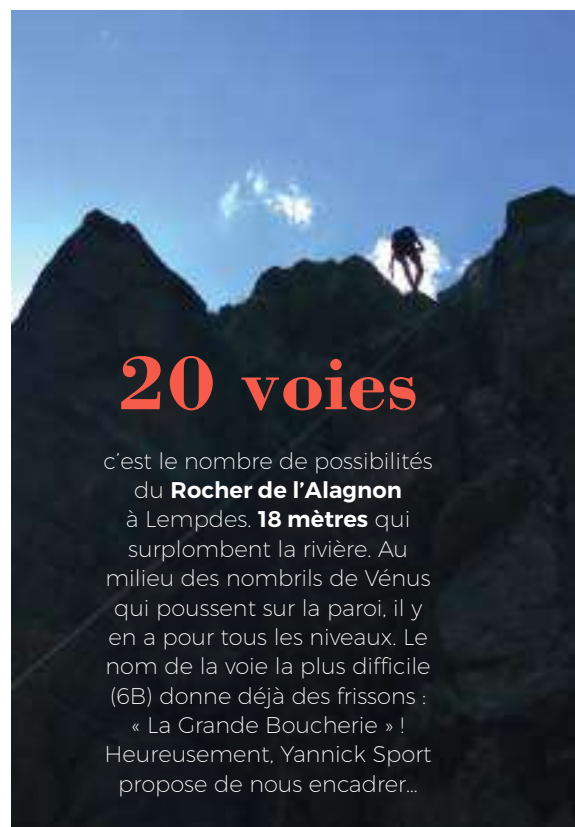 20 voies
c'est le nombre de possibilités
du Rocher de l'Alagnon
à Lempdes. 18 mètres qui
surplombent la rivière. Au
milieu des nombrils de Vénus
qui poussent sur la paroi, il y
en a pour tous les niveaux. Le
nom de la voie la plus difficile
(6B) donne déjà des frissons :
« La Grande Boucherie » !
Heureusement, Yannick Sport
propose de nous encadrer...